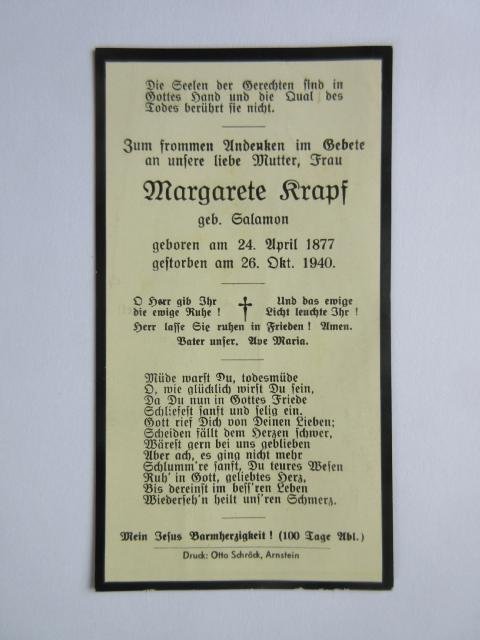 Die Seelen der Gerechten sind in
Gottes Hand und die Qual des
Todes berührt sie nicht.
Zum frommen Andenken im Gebete
an unsere liebe Mutter, Frau
Margarete Krapf
geb. Salamon
geboren am 24. April 1877
gestorben am 26. Okt. 1940.
O Herr gib Ihr
die ewige Ruhe !
Und das ewige
Licht leuchte Ihr !
Herr lasse Sie ruhen in Frieden ! Amen.
Vater unser. Ave Maria.
Müde warst Du, todesmüde
O, wie glücklich wirst Du sein,
Da Du nun in Gottes Friede
Schliefest sanft und selig ein.
Gott rief Dich von Deinen Lieben;
Scheiden fällt dem Herzen schwer,
Wärest gern bei uns geblieben
Aber ach, es ging nicht mehr
Schlumm're sanft, Du teures Wesen
Ruh' in Gott, geliebtes Herz,
Bis dereinst im bess'ren Leben
Wiederseh'n heilt uns'ren Schmerz.
Mein Jesus Barmherzigkeit ! (100 Tage Abl.)
Druck: Otto Schröck, Arnstein